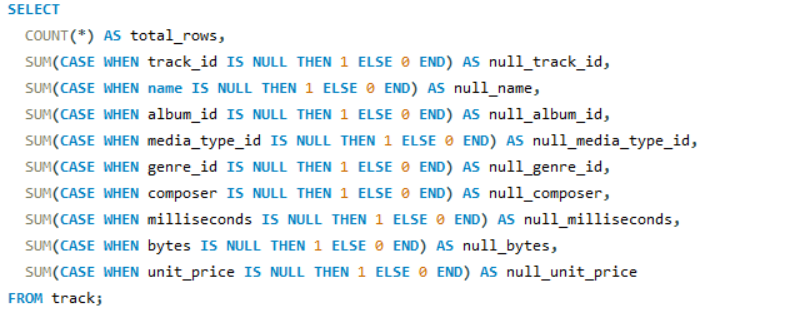 SELECT
COUNT(*) AS total_rows,
SUM(CASE WHEN track_id IS NULL THEN 1 ELSE 0 END) AS null_track_id,
SUM(CASE WHEN name IS NULL THEN 1 ELSE 0 END) AS null_name,
SUM(CASE WHEN album_id IS NULL THEN 1 ELSE 0 END) AS null_album_id,
SUM(CASE WHEN media_type_id IS NULL THEN 1 ELSE 0 END) AS null_media_type_id,
SUM(CASE WHEN genre_id IS NULL THEN 1 ELSE 0 END) AS null_genre_id,
SUM(CASE WHEN composer IS NULL THEN 1 ELSE 0 END) AS null_composer,
SUM(CASE WHEN milliseconds IS NULL THEN 1 ELSE 0 END) AS null_milliseconds,
SUM(CASE WHEN bytes IS NULL THEN 1 ELSE 0 END) AS null_bytes,
SUM(CASE WHEN unit_price IS NULL THEN 1 ELSE 0 END) AS null_unit_price
FROM track;